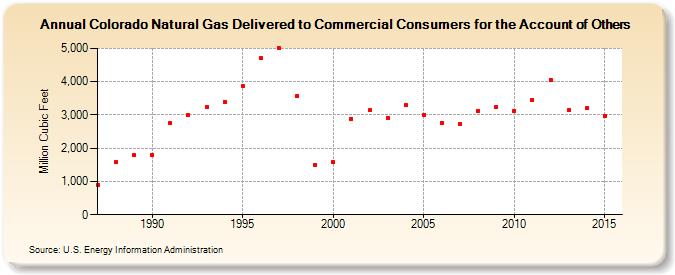 Annual Colorado Natural Gas Delivered to Commercial Consumers for the Account of Others
Million Cubic Feet
5,000
4,000
3,000
2,000
1,000
0
1990 1995 2000 2005 2010 2015
Source: U.S. Energy Information Administration